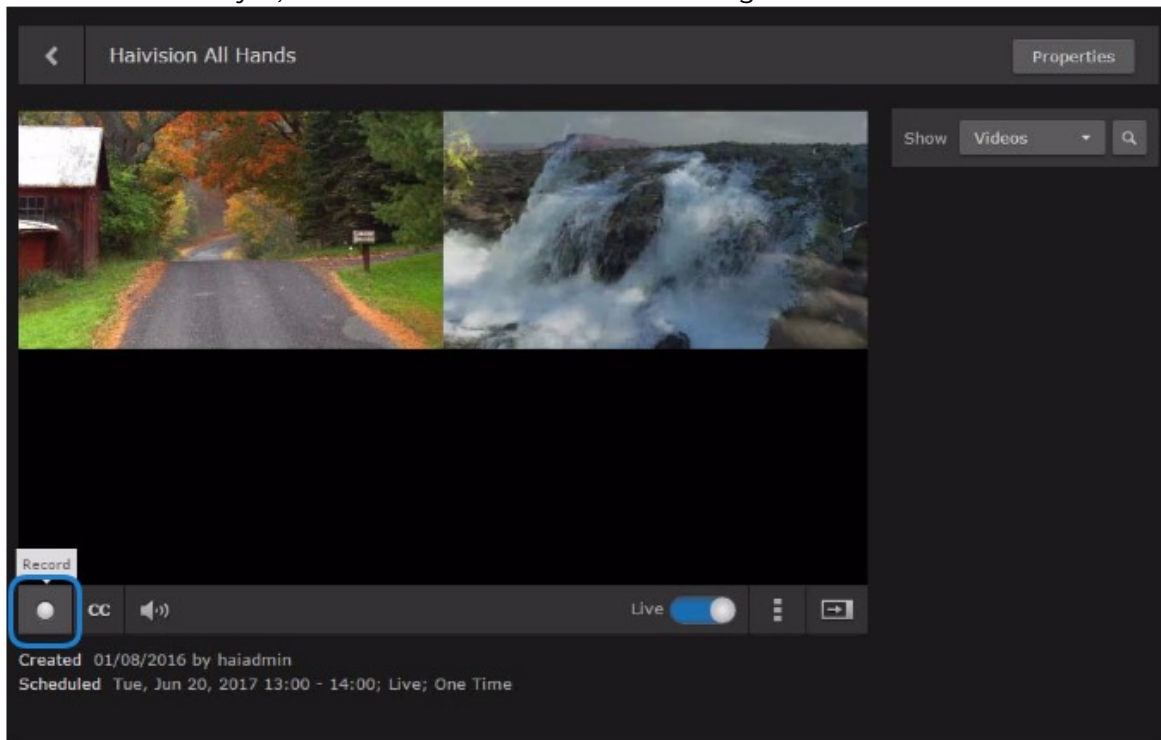 Haivision All Hands
Properties
Show Videos
Record
CC
Live
Created 01/08/2016 by haiadmin
Scheduled Tue, Jun 20, 2017 13:00 - 14:00; Live; One Time